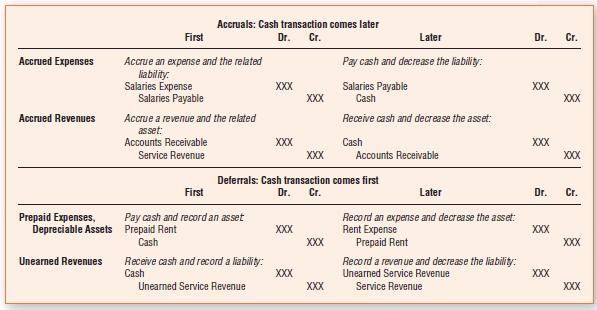 Accruals: Cash transaction comes later
First Dr. Cr. Later Dr. Cr.
Accrued Expenses Accrue an expense and the related Pay cash and decrease the liability:
liability:
Salaries Expense XXX Salaries Payable XXX
Salaries Payable XXX Cash XXX
Accrued Revenues Accrue a revenue and the related Receive cash and decrease the asset:
asset:
Accounts Receivable XXX Cash XXX
Service Revenue XXX Accounts Receivable XXX
Deferrals: Cash transaction comes first
First Dr. Cr. Later Dr. Cr.
Prepaid Expenses, Pay cash and record an asset: Record an expense and decrease the asset:
Depreciable Assets Prepaid Rent XXX Rent Expense XXX
Cash XXX Prepaid Rent XXX
Unearned Revenues Receive cash and record a liability: Record a revenue and decrease the liability:
Cash XXX Unearned Service Revenue XXX
Unearned Service Revenue XXX Service Revenue XXX